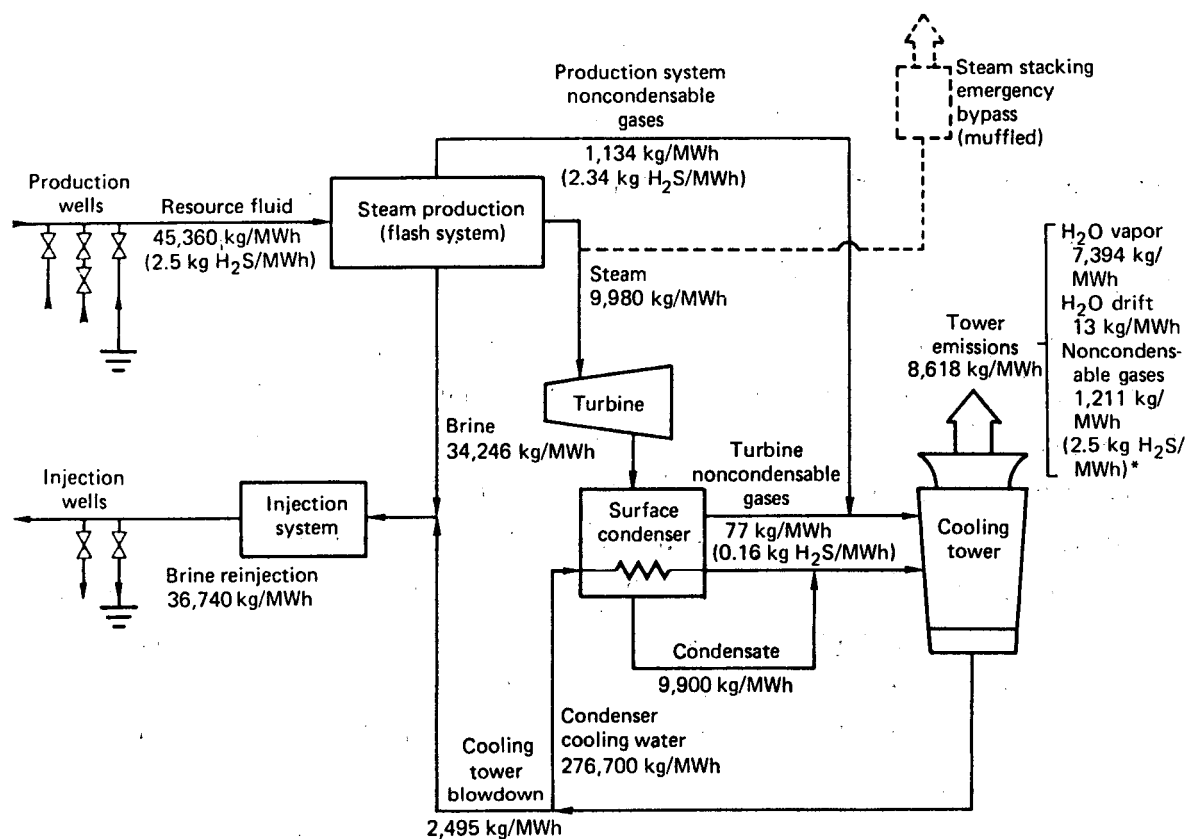 Production system
noncondensable
gases
1,134 kg/MWh
(2.34 kg H₂S/MWh)
Steam stacking
emergency
bypass
(muffled)
Production
wells
Resource fluid
45,360 kg/MWh
(2.5 kg H₂S/MWh)
Steam production
(flash system)
Steam
9,980 kg/MWh
Tower
emissions
8,618 kg/MWh
H₂O vapor
7,394 kg/
MWh
H₂O drift
13 kg/MWh
Noncondens-
able gases
1,211 kg/
MWh
(2.5 kg H₂S/
MWh)*
Turbine
Brine
34,246 kg/MWh
Turbine
noncondensable
gases
77 kg/MWh
(0.16 kg H₂S/MWh)
Injection
wells
Injection
system
Brine reinjection
36,740 kg/MWh
Surface
condenser
Cooling
tower
Condensate
9,900 kg/MWh
Condenser
cooling water
276,700 kg/MWh
Cooling
tower
blowdown
2,495 kg/MWh